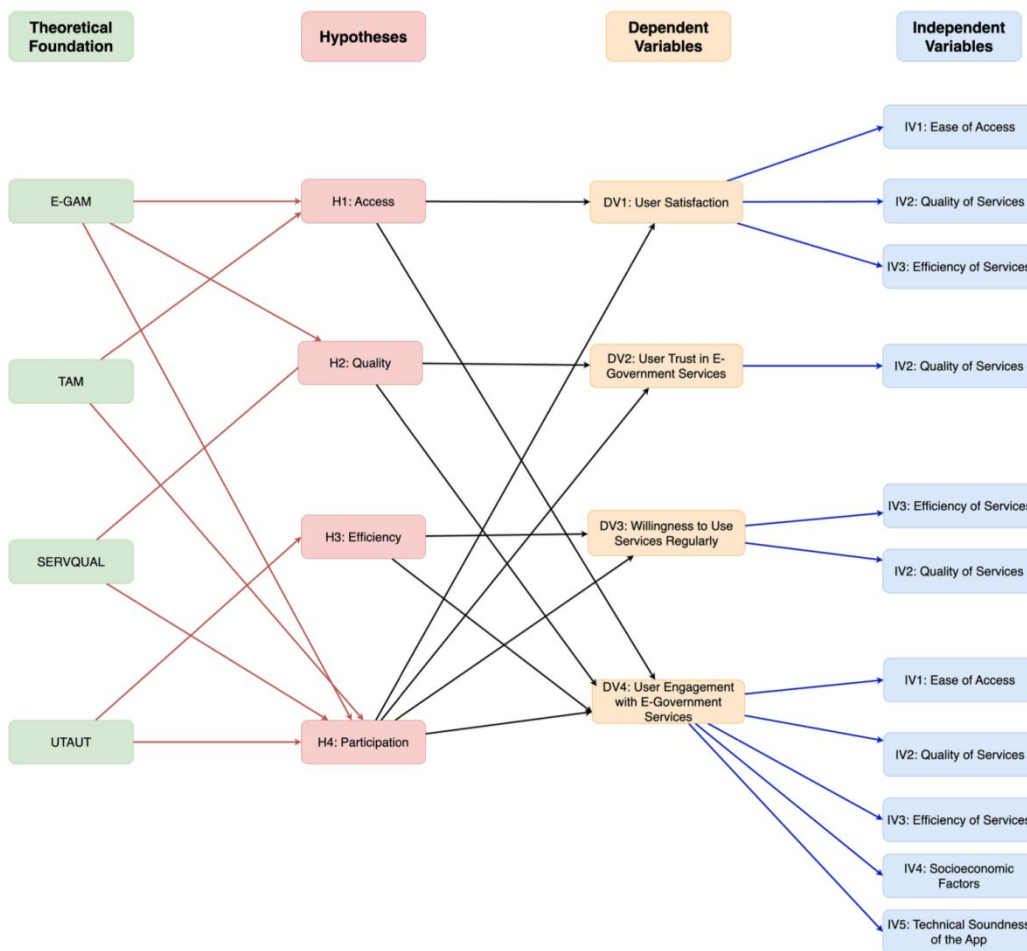 Theoretical
Foundation
Hypotheses
Dependent
Variables
Independent
Variables
E-GAM
TAM
SERVQUAL
UTAUT
H1: Access
H2: Quality
H3: Efficiency
H4: Participation
DV1: User Satisfaction
DV2: User Trust in E-
Government Services
DV3: Willingness to Use
Services Regularly
DV4: User Engagement
with E-Government
Services
IV1: Ease of Access
IV2: Quality of Services
IV3: Efficiency of Services
IV2: Quality of Services
IV3: Efficiency of Services
IV2: Quality of Services
IV1: Ease of Access
IV2: Quality of Services
IV3: Efficiency of Services
IV4: Socioeconomic
Factors
IV5: Technical Soundness
of the App